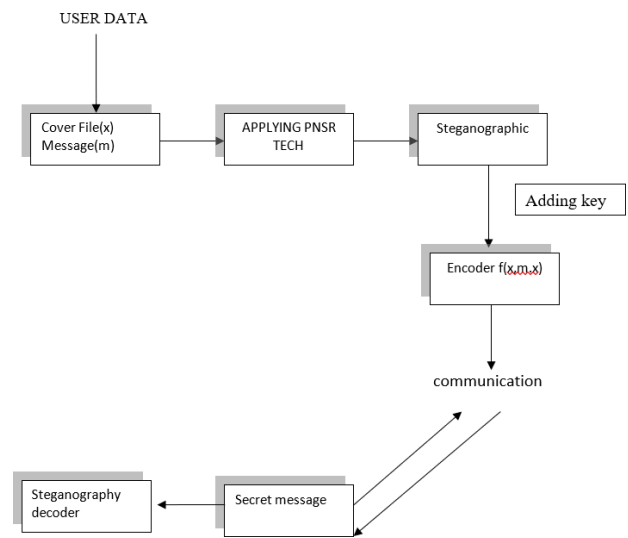 USER DATA
Cover File(x)
Message(m)
APPLYING PNSR
TECH
Steganographic
Adding key
Encoder f(x,m,x)
communication
Steganography
decoder
Secret message